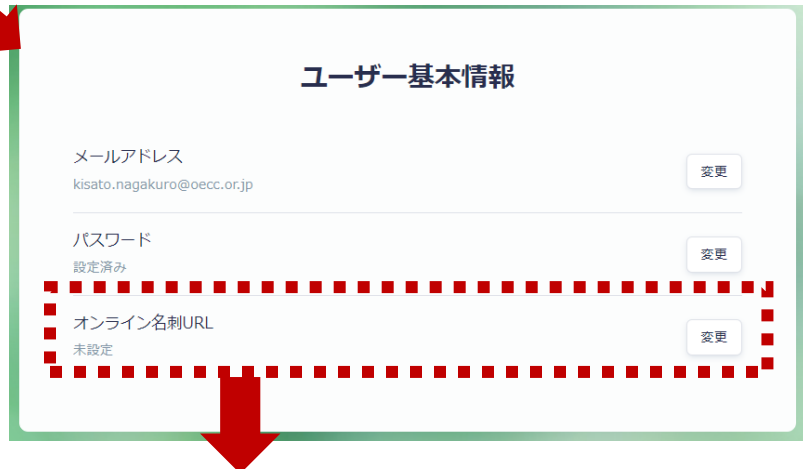 ユーザー基本情報
メールアドレス
kisato.nagakuro@oecc.or.jp
変更
パスワード
設定済み
変更
オンライン名刺URL
未設定
変更